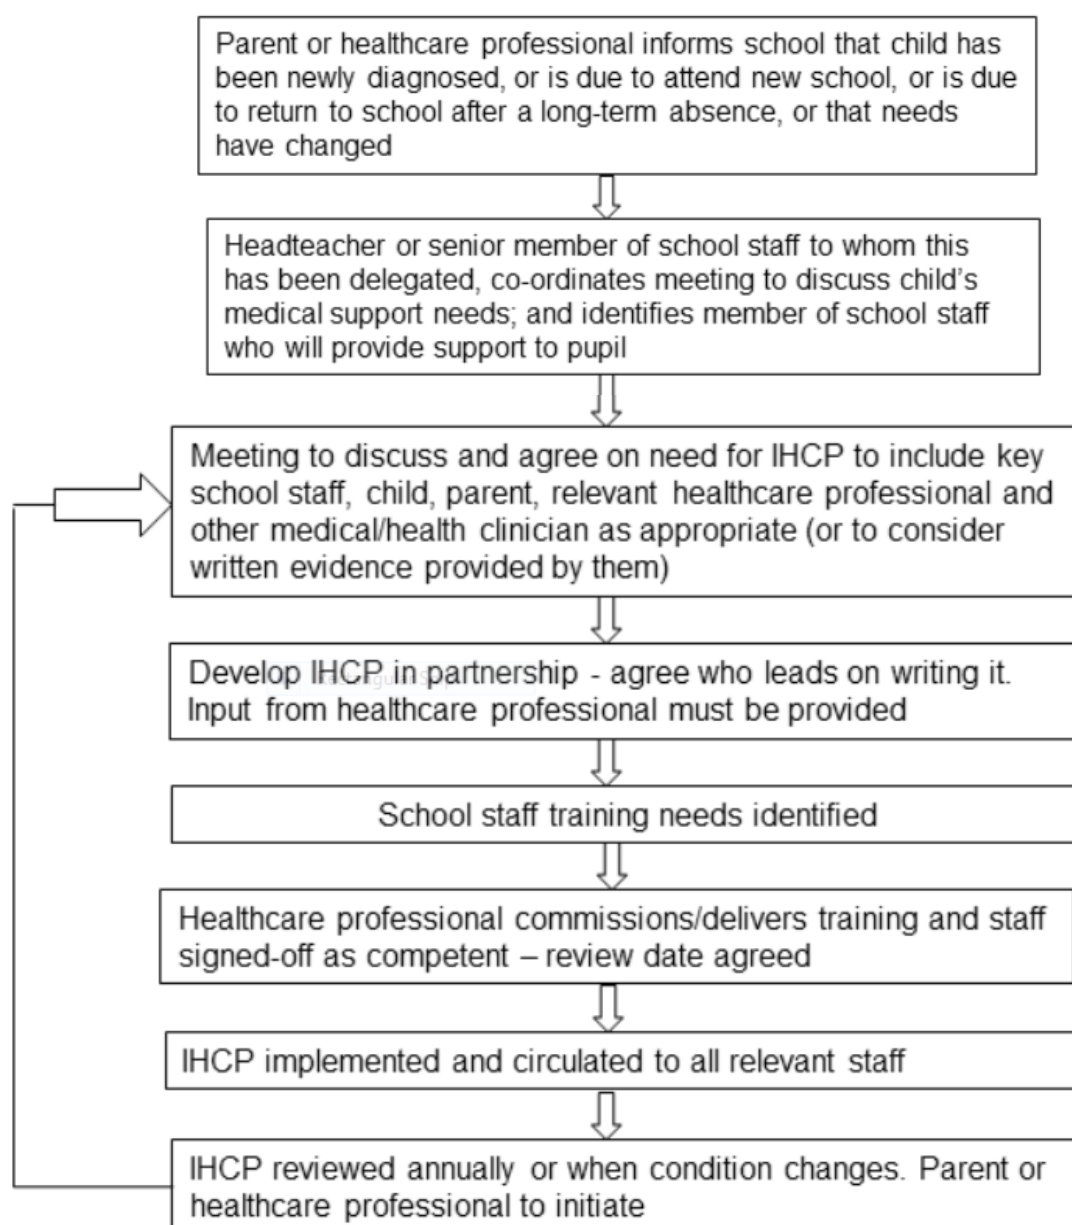 Parent or healthcare professional informs school that child has
been newly diagnosed, or is due to attend new school, or is due
to return to school after a long-term absence, or that needs
have changed
Headteacher or senior member of school staff to whom this
has been delegated, co-ordinates meeting to discuss child's
medical support needs; and identifies member of school staff
who will provide support to pupil
Meeting to discuss and agree on need for IHCP to include key
school staff, child, parent, relevant healthcare professional and
other medical/health clinician as appropriate (or to consider
written evidence provided by them)
Develop IHCP in partnership - agree who leads on writing it.
Input from healthcare professional must be provided
School staff training needs identified
Healthcare professional commissions/delivers training and staff
signed-off as competent – review date agreed
IHCP implemented and circulated to all relevant staff
IHCP reviewed annually or when condition changes. Parent or
healthcare professional to initiate